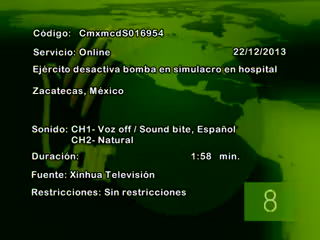 Código: CmxmcdS016954
Servicio: Online 22/12/2013
Ejército desactiva bomba en simulacro en hospital
Zacatecas, México
Sonido: CH1- Voz off / Sound bite, Español
CH2- Natural
Duración: 1:58 min.
Fuente: Xinhua Televisión
Restricciones: Sin restricciones
8